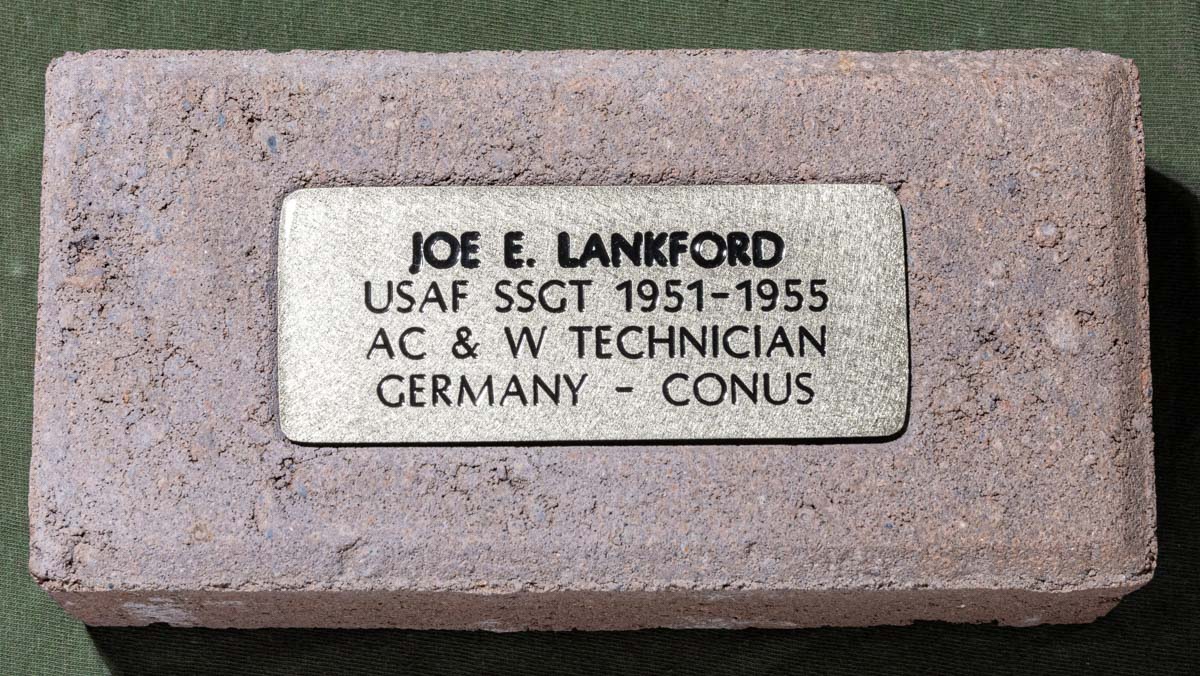 JOE E. LANKFORD
USAF SSGT 1951-1955
AC & W TECHNICIAN
GERMANY - CONUS